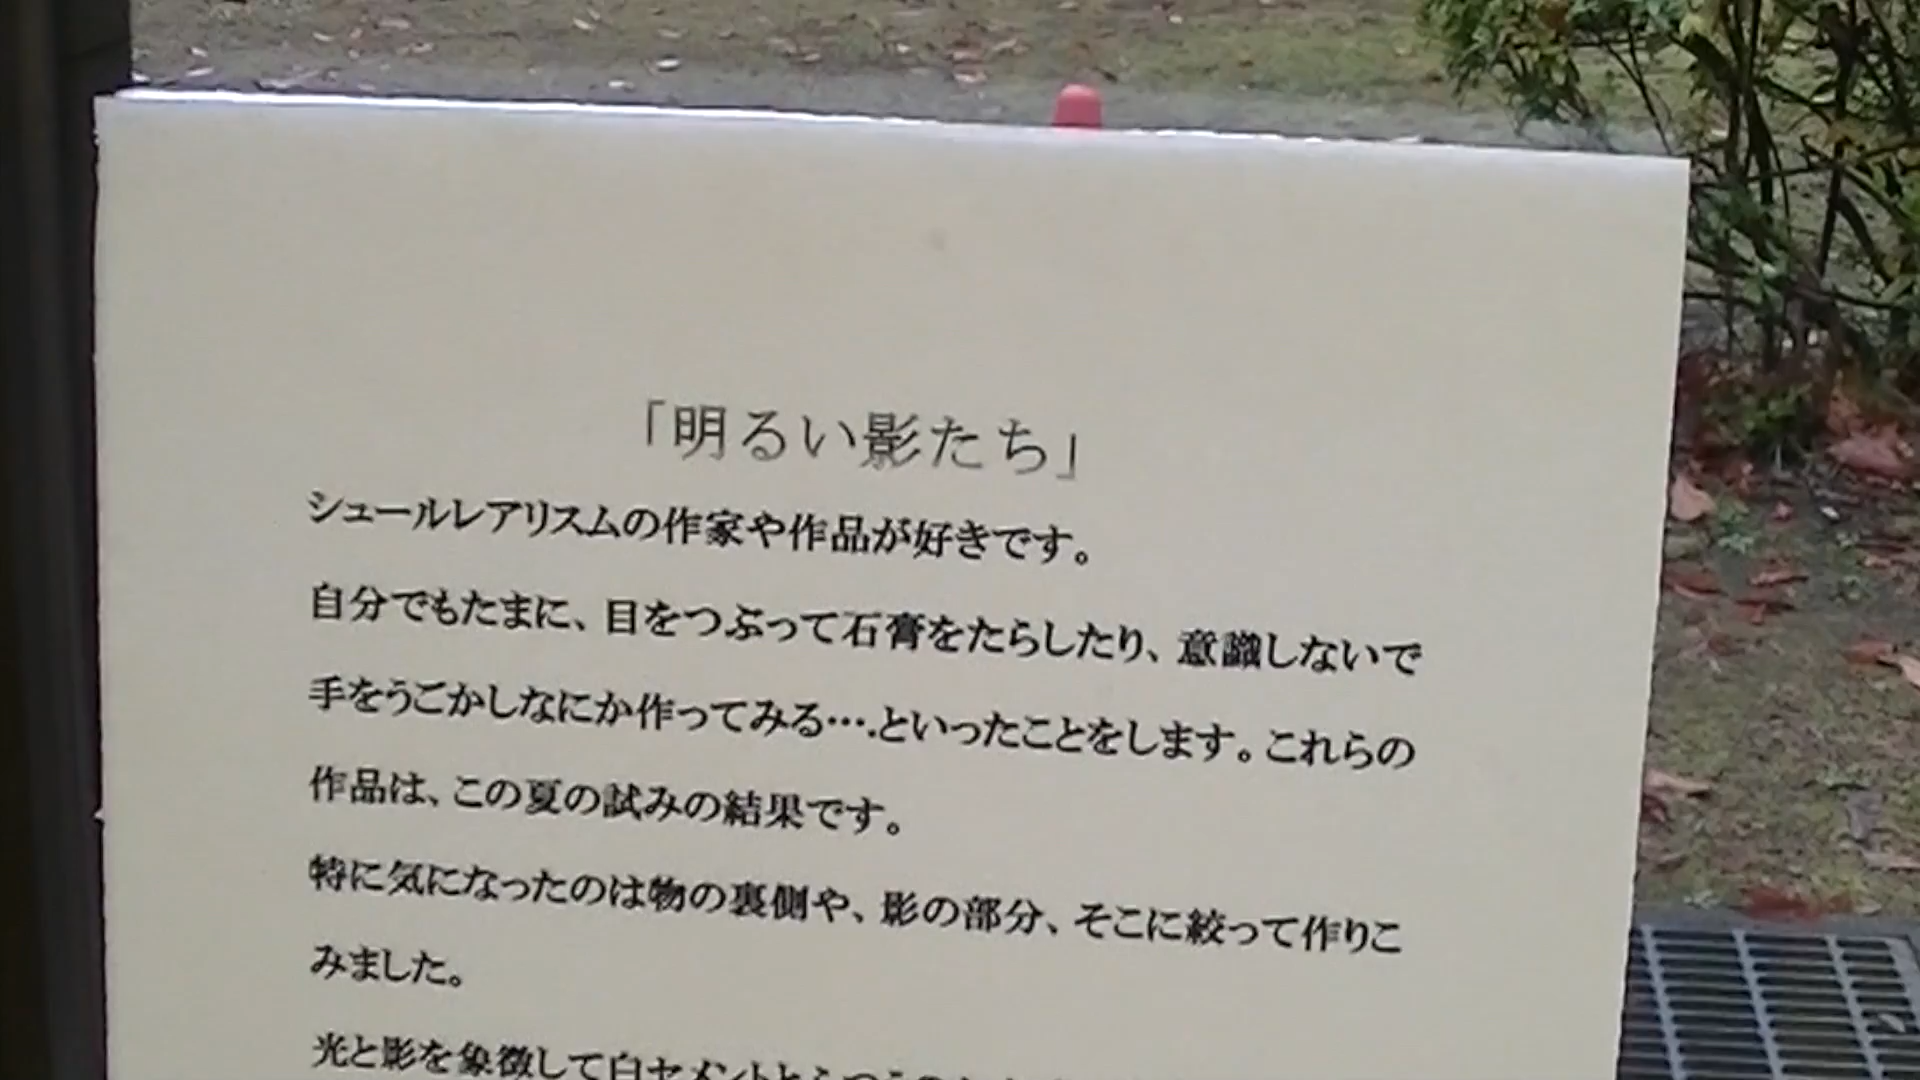 「明るい影たち」
シュールレアリスムの作家や作品が好きです。
自分でもたまに、目をつぶって石膏をたらしたり、意識しないで
手をうごかしなにか作ってみる….といったことをします。これらの
作品は、この夏の試みの結果です。
特に気になったのは物の裏側や、影の部分、そこに絞って作りこ
みました。
光と影を象徴して白セメントと